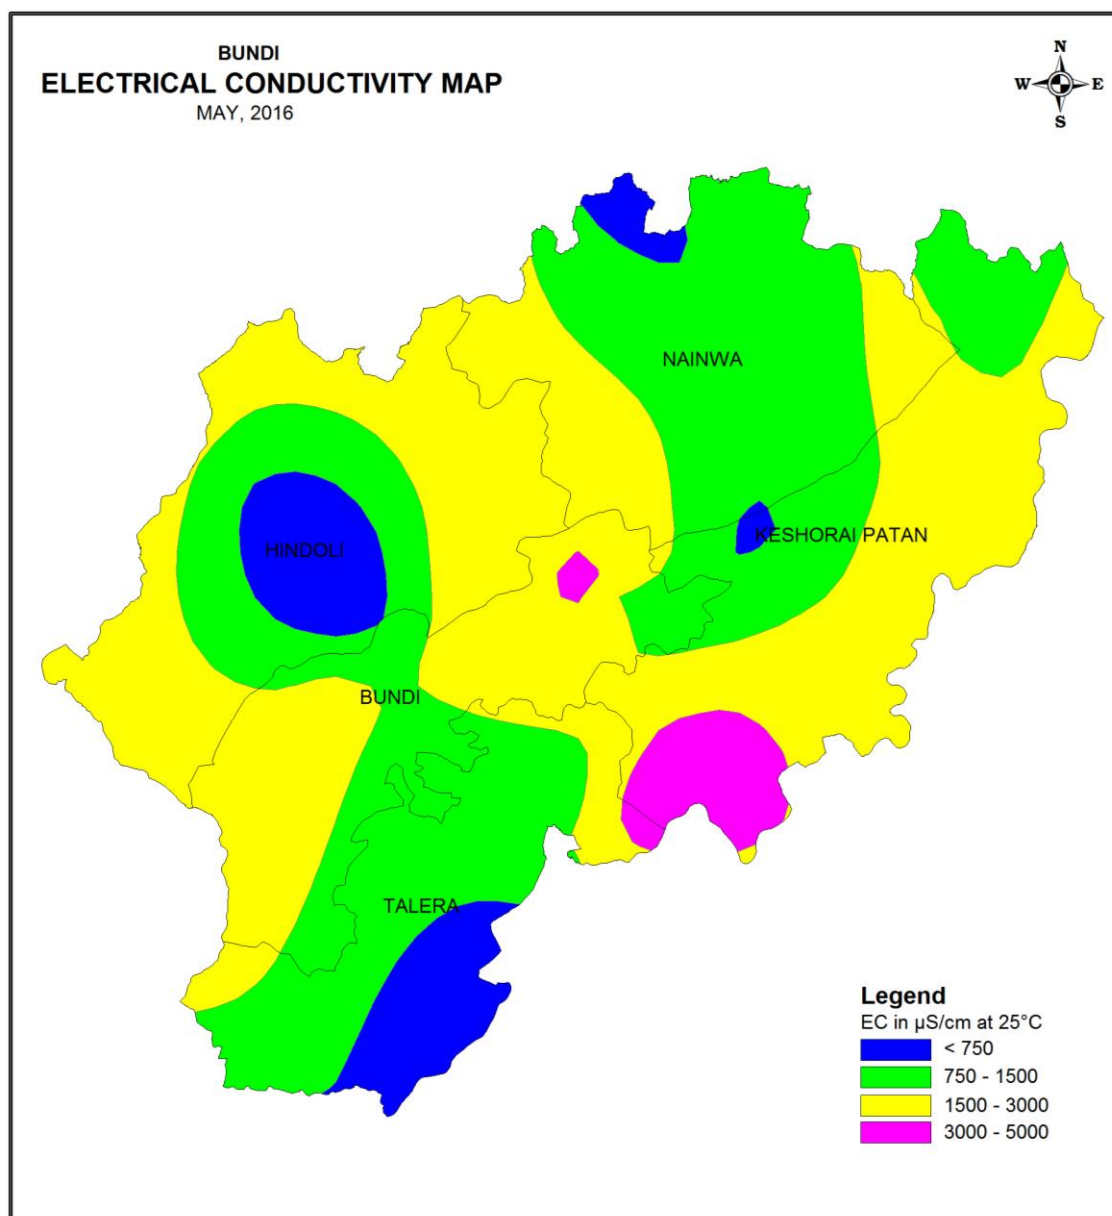 BUNDI
ELECTRICAL CONDUCTIVITY MAP
MAY, 2016
N
W E
S
NAINWA
KESHORAI PATAN
HINDOLI
BUNDI
TALERA
Legend
EC in µS/cm at 25°C
< 750
750 - 1500
1500 - 3000
3000 - 5000